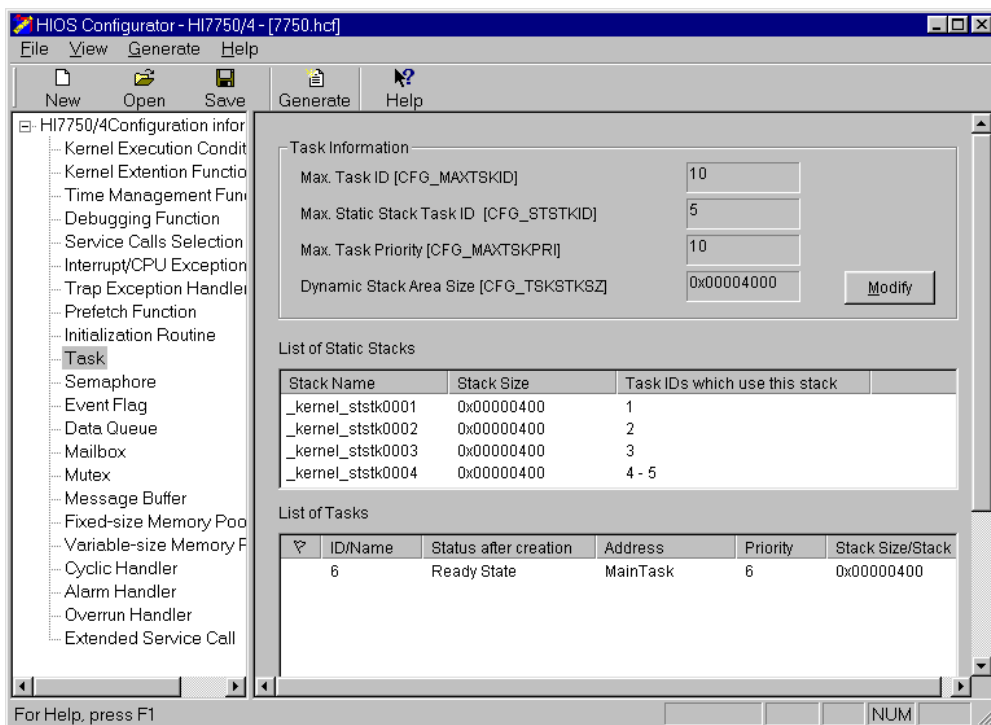 HIOS Configurator - HI7750/4 - [7750.hcf]
File View Generate Help
New Open Save Generate Help
HI7750/4Configuration infor
Kernel Execution Condit
Kernel Extention Functio
Time Management Fun
Debugging Function
Service Calls Selection
Interrupt/CPU Exception
Trap Exception Handler
Prefetch Function
Initialization Routine
Task
Semaphore
Event Flag
Data Queue
Mailbox
Mutex
Message Buffer
Fixed-size Memory Poo
Variable-size Memory P
Cyclic Handler
Alarm Handler
Overrun Handler
Extended Service Call
Task Information
Max. Task ID [CFG_MAXTSKID] 10
Max. Static Stack Task ID [CFG_STSTKID] 5
Max. Task Priority [CFG_MAXTSKPRI] 10
Dynamic Stack Area Size [CFG_TSKSTKSZ] 0x00004000 Modify
List of Static Stacks
Stack Name Stack Size Task IDs which use this stack
_kernel_ststk0001 0x00000400 1
_kernel_ststk0002 0x00000400 2
_kernel_ststk0003 0x00000400 3
_kernel_ststk0004 0x00000400 4 - 5
List of Tasks
ID/Name Status after creation Address Priority Stack Size/Stack
6 Ready State MainTask 6 0x00000400
For Help, press F1 NUM